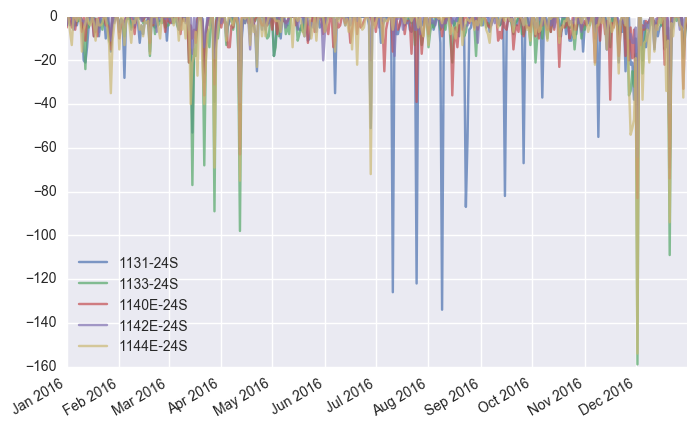 0
−20
−40
−60
−80
−100
−120
−140
−160
1131-24S
1133-24S
1140E-24S
1142E-24S
1144E-24S
Jan 2016
Feb 2016
Mar 2016
Apr 2016
May 2016
Jun 2016
Jul 2016
Aug 2016
Sep 2016
Oct 2016
Nov 2016
Dec 2016